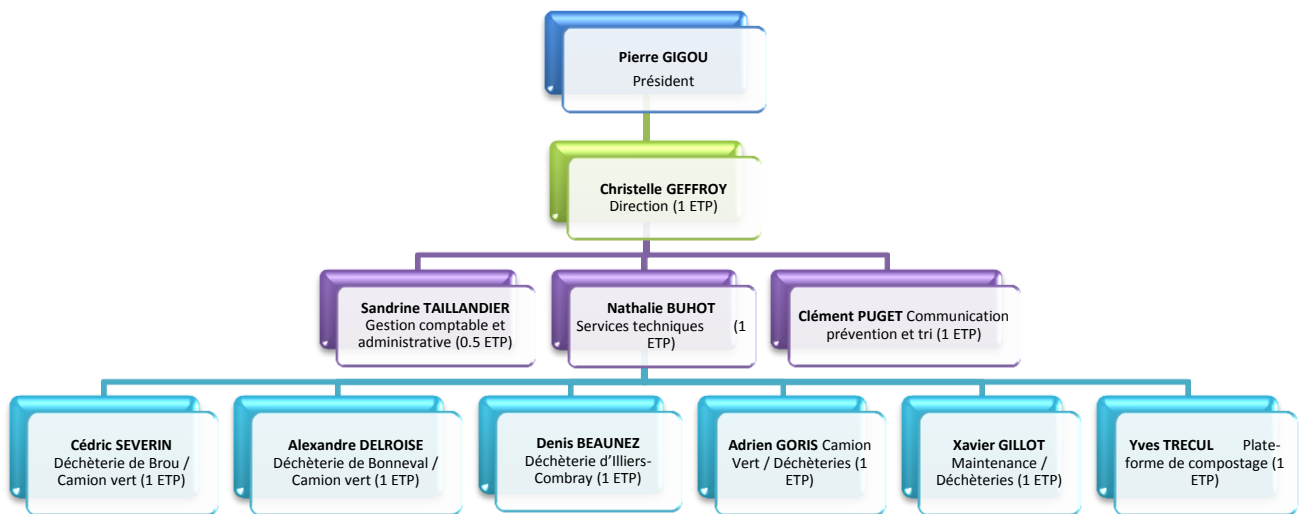 Pierre GIGOU
Président
Christelle GEFFROY
Direction (1 ETP)
Sandrine TAILLANDIER
Gestion comptable et
administrative (0.5 ETP)
Nathalie BUHOT
Services techniques (1
ETP)
Clément PUGET Communication
prévention et tri (1 ETP)
Cédric SEVERIN
Déchèterie de Brou /
Camion vert (1 ETP)
Alexandre DELROISE
Déchèterie de Bonneval /
Camion vert (1 ETP)
Denis BEAUNEZ
Déchèterie d’Illiers-
Combray (1 ETP)
Adrien GORIS Camion
Vert / Déchèteries (1
ETP)
Xavier GILLOT
Maintenance /
Déchèteries (1 ETP)
Yves TRECUL Plate-
forme de compostage (1
ETP)